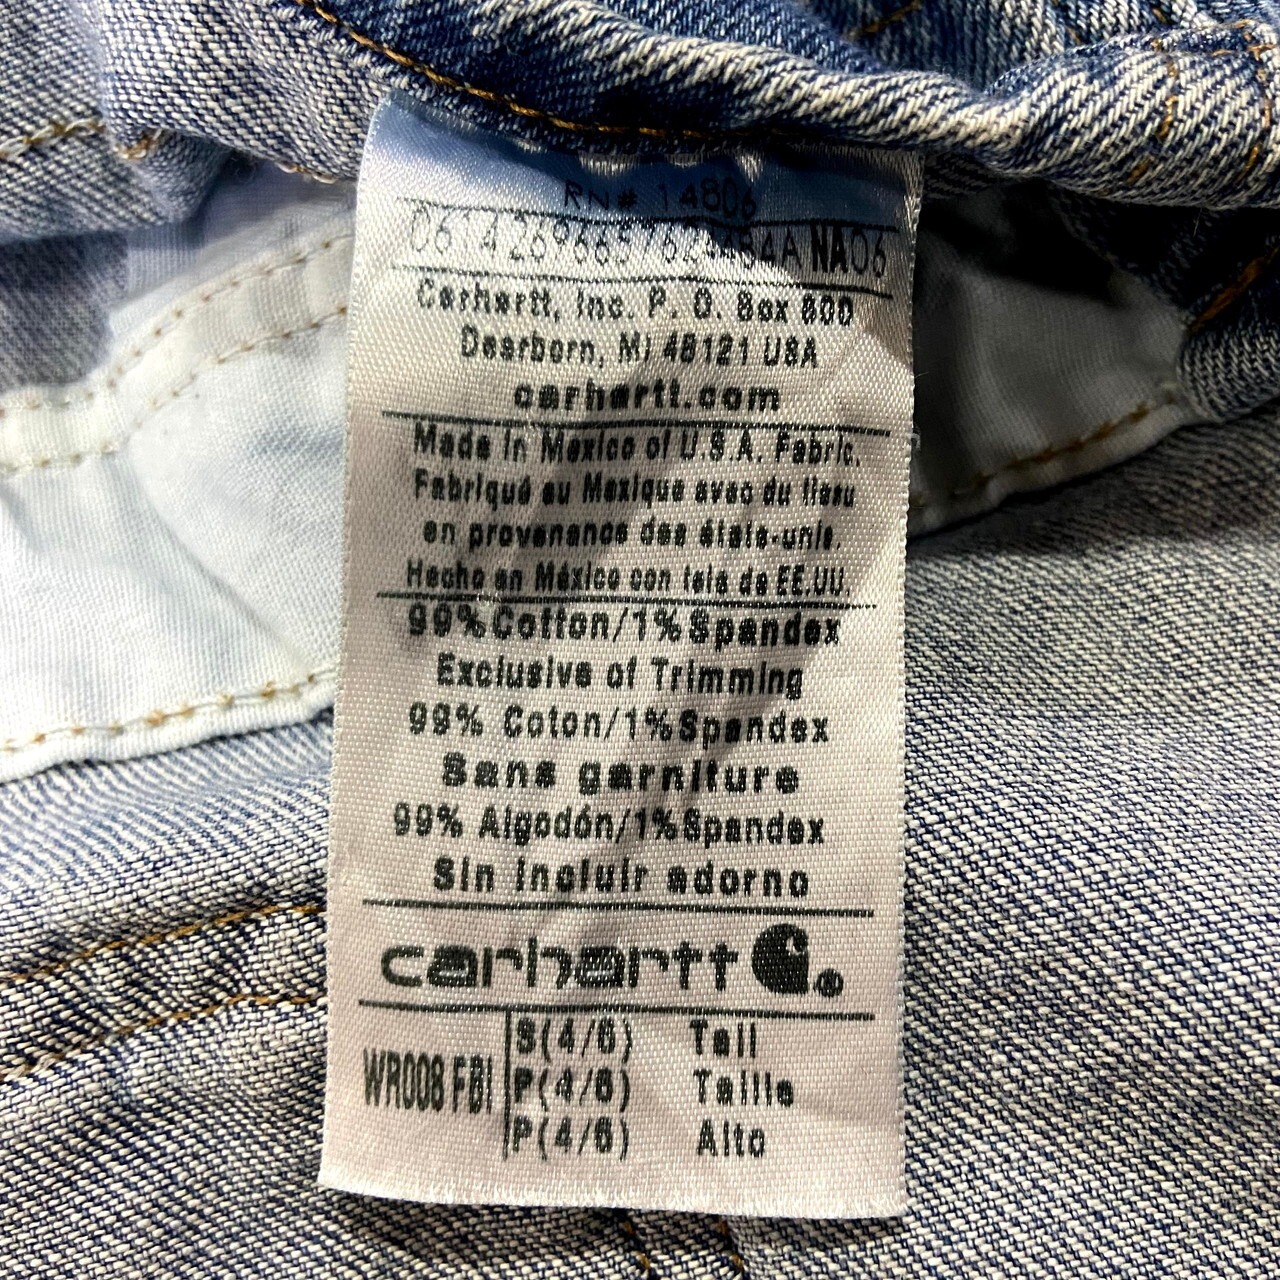 RN# 14806
NA06
Carhartt, Inc. P. O. Box 800
Dearborn, MI 48121 USA
carhartt.com
Made in Mexico of U.S.A. Fabric.
Fabriqué au Mexique avec du tissu
en provenance des états-unis.
Hecho en México con tela de EE.UU.
99%Cotton/1%Spandex
Exclusive of Trimming
99% Coton/1%Spandex
Sans garniture
99% Algodón/1%Spandex
Sin incluir adorno
carhartt
WR008 FBI
S(4/6) Tall
P(4/6) Taille
P(4/6) Alto